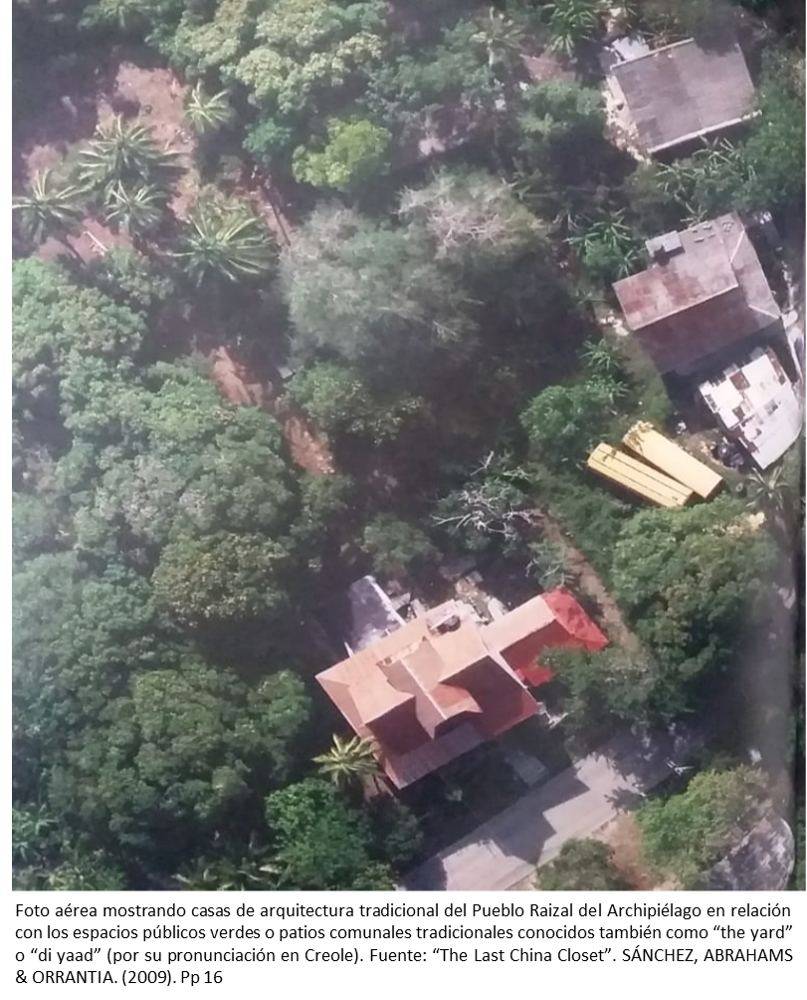 Foto aérea mostrando casas de arquitectura tradicional del Pueblo Raizal del Archipiélago en relación
con los espacios públicos verdes o patios comunales tradicionales conocidos también como “the yard”
o “di yaad” (por su pronunciación en Creole). Fuente: “The Last China Closet”. SÁNCHEZ, ABRAHAMS
& ORRANTIA. (2009). Pp 16